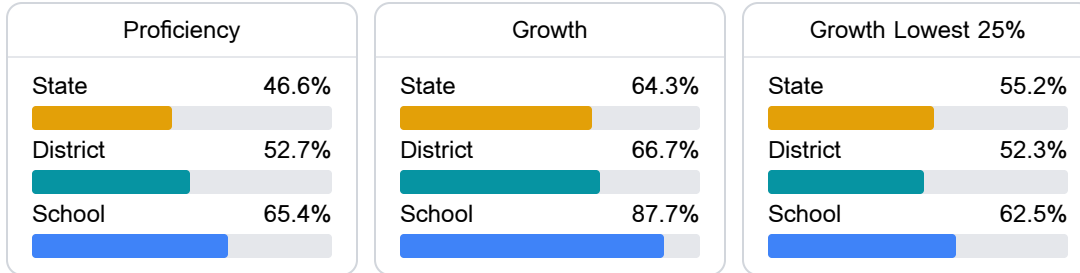 Proficiency
State 46.6%
District 52.7%
School 65.4%
Growth
State 64.3%
District 66.7%
School 87.7%
Growth Lowest 25%
State 55.2%
District 52.3%
School 62.5%